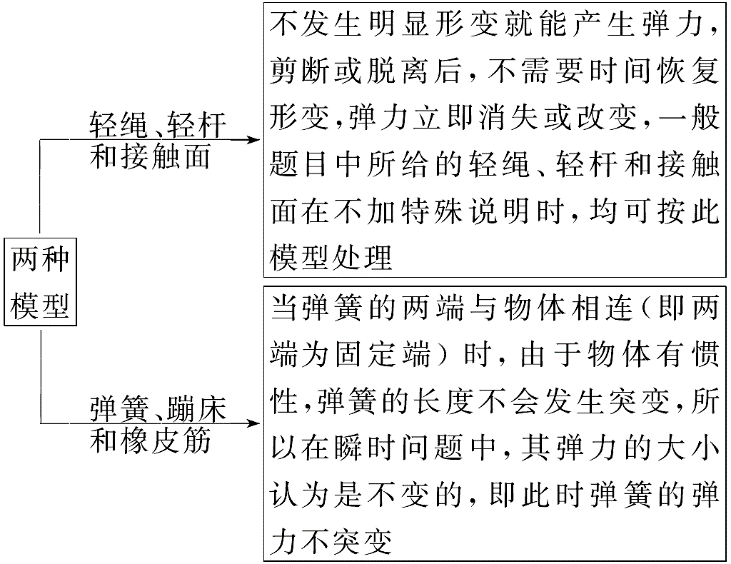 两种
模型
轻绳、轻杆
和接触面
不发生明显形变就能产生弹力，
剪断或脱离后，不需要时间恢复
形变，弹力立即消失或改变，一般
题目中所给的轻绳、轻杆和接触
面在不加特殊说明时，均可按此
模型处理
弹簧、蹦床
和橡皮筋
当弹簧的两端与物体相连（即两
端为固定端）时，由于物体有惯
性，弹簧的长度不会发生突变，所
以在瞬时问题中，其弹力的大小
认为是不变的，即此时弹簧的弹
力不突变